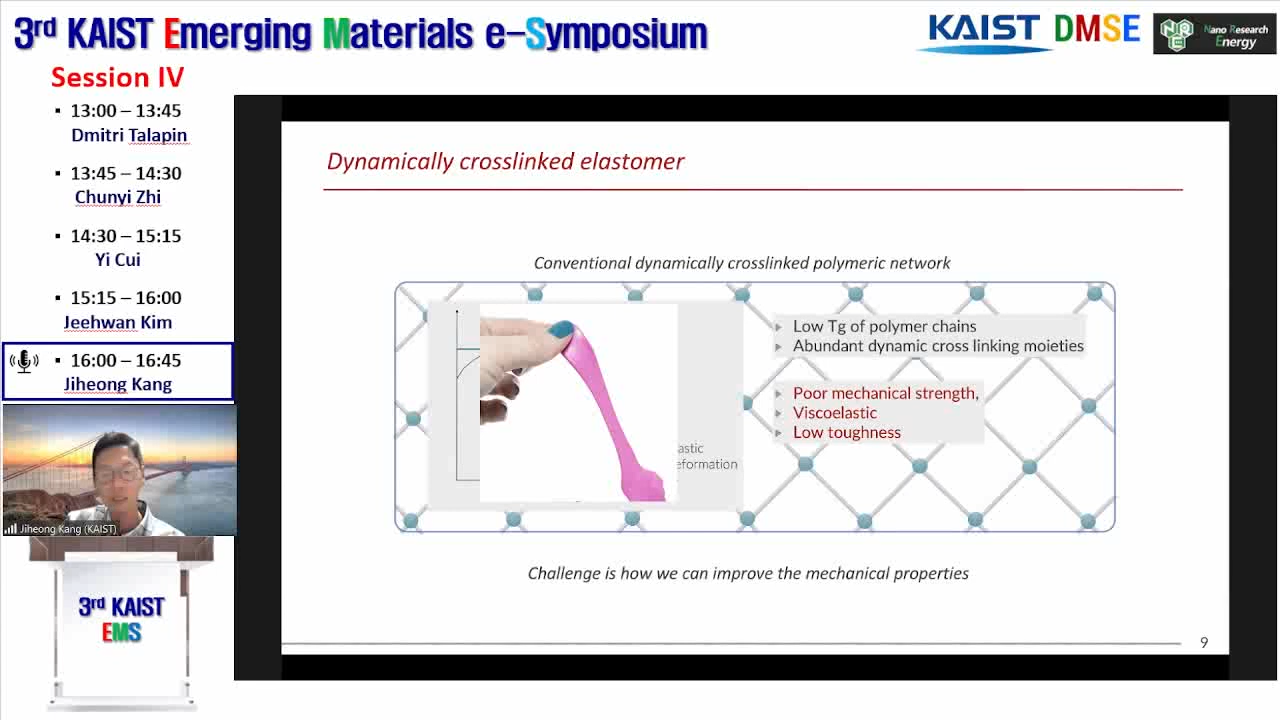 3rd KAIST Emerging Materials e-Symposium
KAIST DMSE
Nano Research
Energy
NRE
Session IV
▪ 13:00 – 13:45
Dmitri Talapin
▪ 13:45 – 14:30
Chunyi Zhi
▪ 14:30 – 15:15
Yi Cui
▪ 15:15 – 16:00
Jeehwan Kim
▪ 16:00 – 16:45
Jiheong Kang
Jiheong Kang (KAIST)
3rd KAIST
EMS
Dynamically crosslinked elastomer
Conventional dynamically crosslinked polymeric network
Low Tg of polymer chains
Abundant dynamic cross linking moieties
Poor mechanical strength,
Viscoelastic
Low toughness
astic
eformation
Challenge is how we can improve the mechanical properties
9